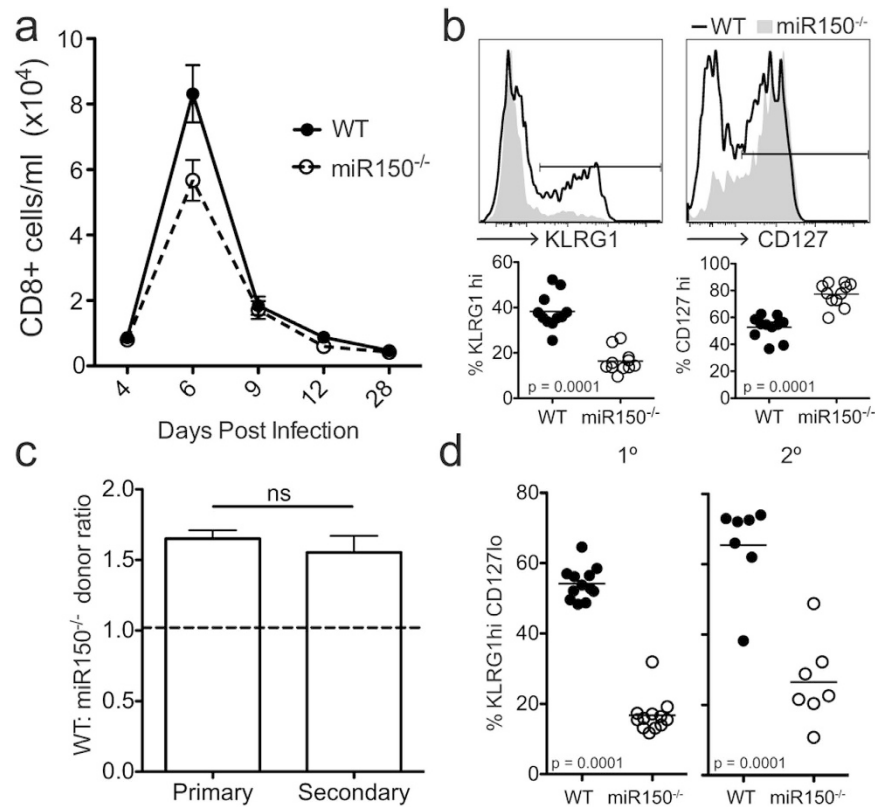 a
CD8+ cells/ml (x10⁴)
10
8
6
4
2
0
WT
miR150⁻/⁻
4 6 9 12 28
Days Post Infection
b
WT miR150⁻/⁻
KLRG1
CD127
% KLRG1 hi
60
40
20
0
p = 0.0001
WT miR150⁻/⁻
% CD127 hi
100
80
60
40
20
0
p = 0.0001
WT miR150⁻/⁻
c
WT: miR150⁻/⁻ donor ratio
2.0
1.5
1.0
0.5
0.0
ns
Primary Secondary
d
1º 2º
% KLRG1hi CD127lo
80
60
40
20
0
p = 0.0001
WT miR150⁻/⁻
p = 0.0001
WT miR150⁻/⁻